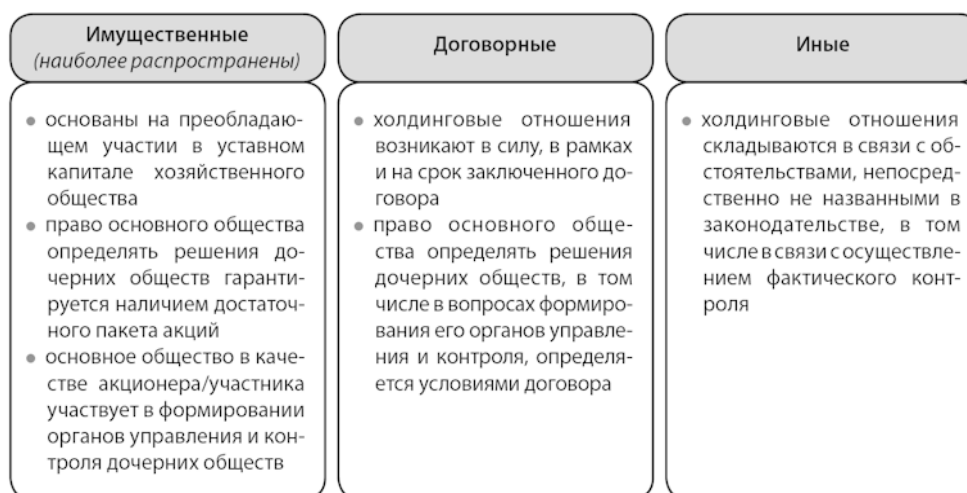 Имущественные
(наиболее распространены)
• основаны на преобладаю-
щем участии в уставном
капитале хозяйственного
общества
• право основного общества
определять решения до-
черних обществ гаранти-
руется наличием достаточ-
ного пакета акций
• основное общество в каче-
стве акционера/участника
участвует в формировании
органов управления и кон-
троля дочерних обществ
Договорные
• холдинговые отношения
возникают в силу, в рамках
и на срок заключенного до-
говора
• право основного обще-
ства определять решения
дочерних обществ, в том
числе в вопросах формиро-
вания его органов управле-
ния и контроля, определя-
ется условиями договора
Иные
• холдинговые отношения
складываются в связи с об-
стоятельствами, непосред-
ственно не названными в
законодательстве, в том
числе в связи с осуществле-
нием фактического конт-
роля